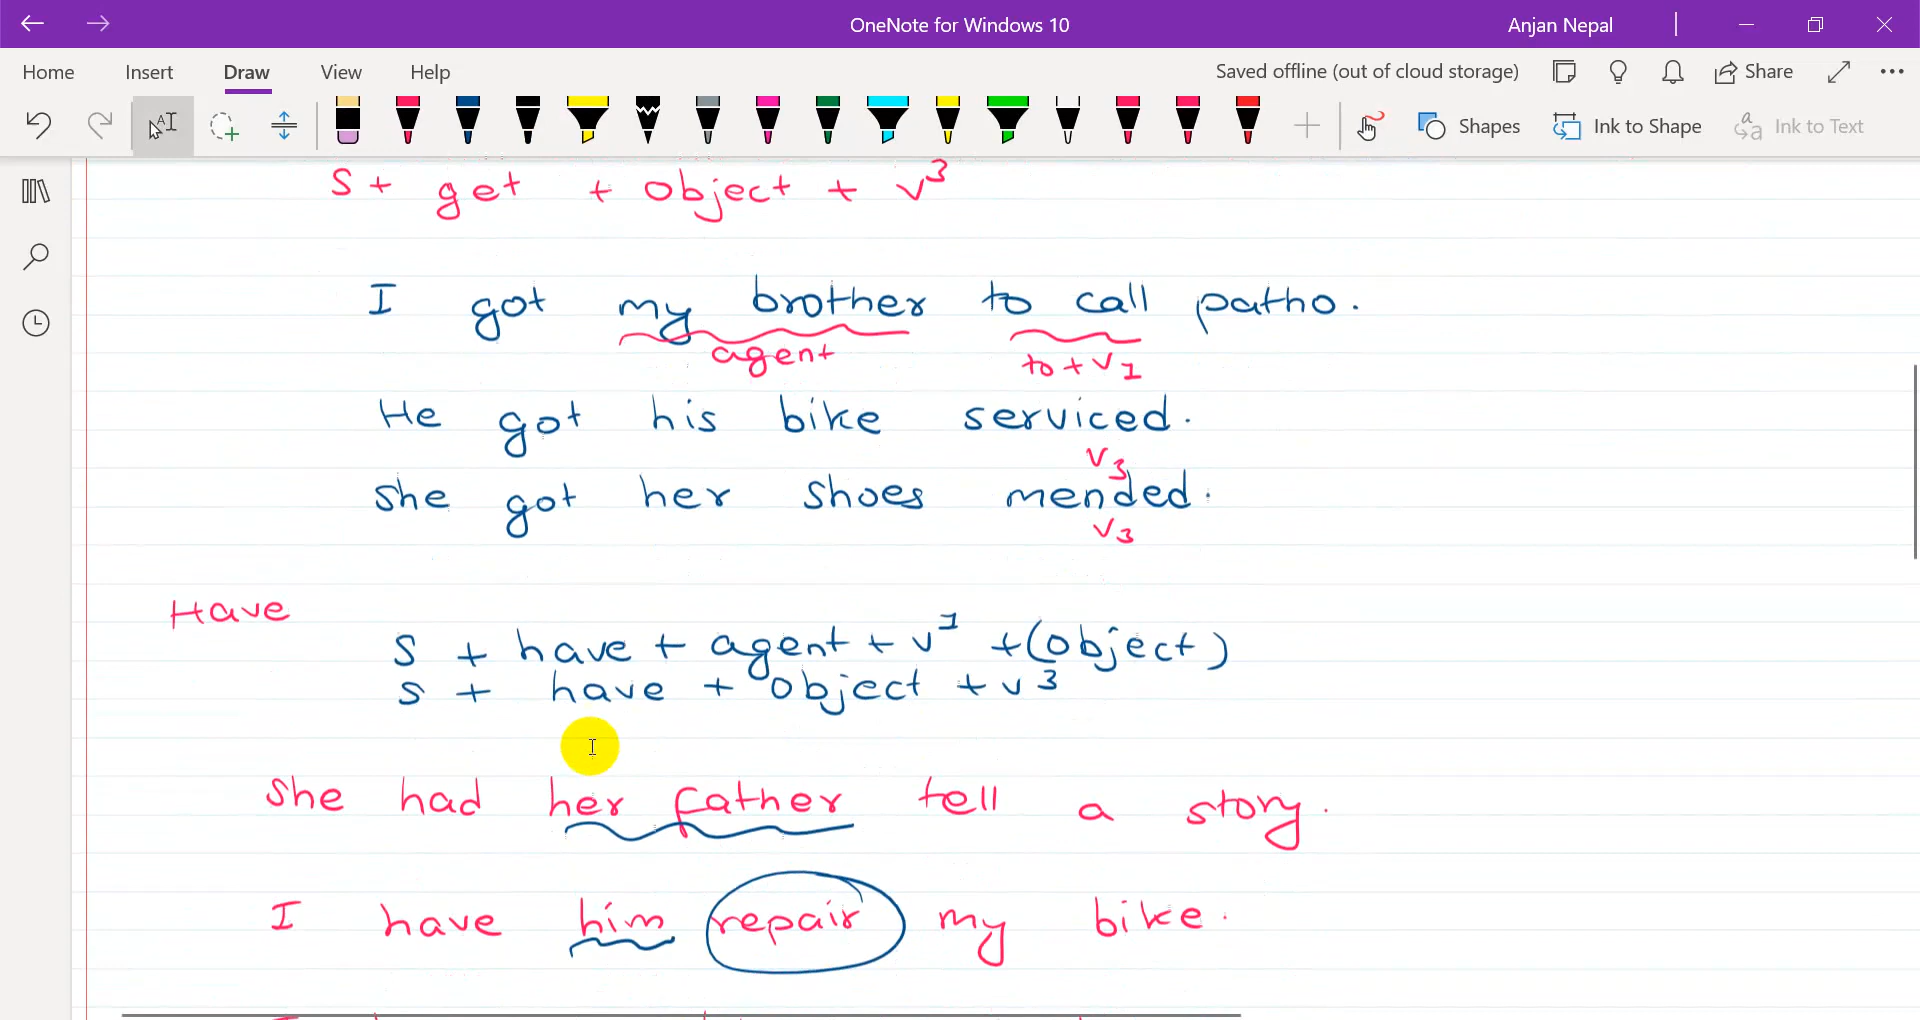 OneNote for Windows 10
Anjan Nepal
Home Insert Draw View Help
Saved offline (out of cloud storage) Share
Shapes Ink to Shape Ink to Text
S + get + object + v3
I got my brother to call patho.
agent to + v1
He got his bike serviced.
v3
She got her shoes mended.
v3
Have
S + have + agent + v1 + (object)
S + have + object + v3
She had her father tell a story.
I have him repair my bike.